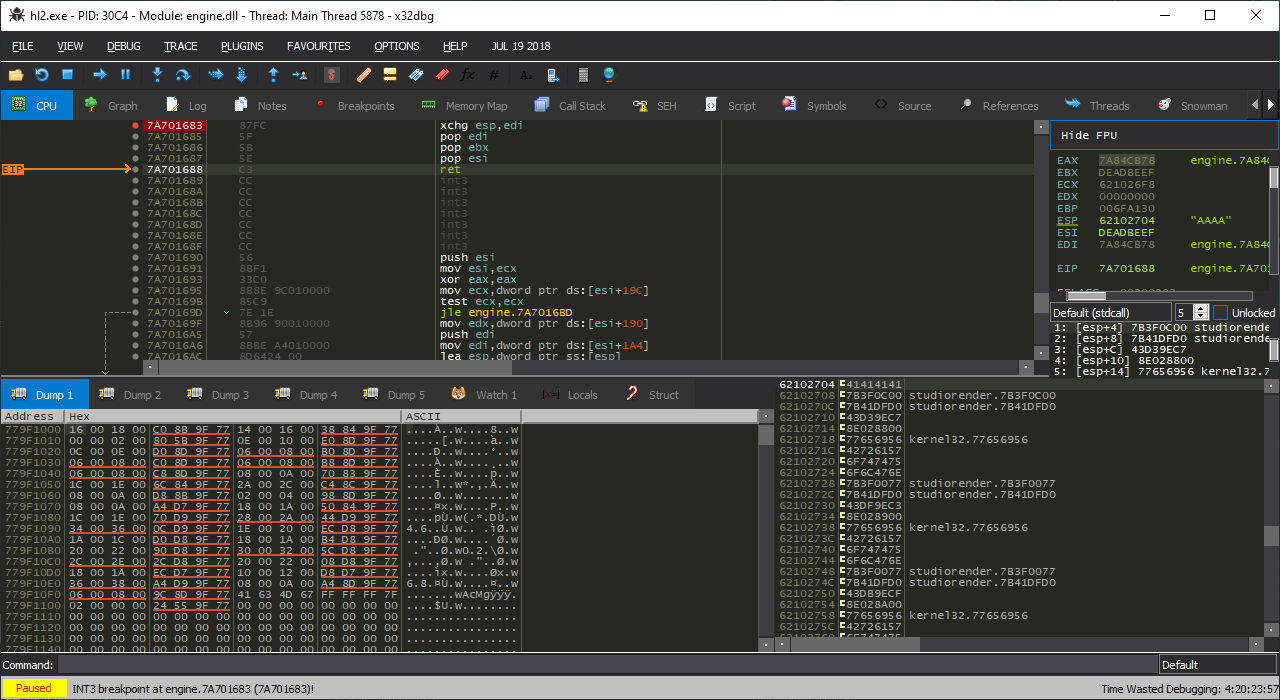 hl2.exe - PID: 30C4 - Module: engine.dll - Thread: Main Thread 5878 - x32dbg
FILE VIEW DEBUG TRACE PLUGINS FAVOURITES OPTIONS HELP JUL 19 2018
CPU Graph Log Notes Breakpoints Memory Map Call Stack SEH Script Symbols Source References Threads Snowman
7A701683 87FC xchg esp,edi
7A701685 5F pop edi
7A701686 5B pop ebx
7A701687 5E pop esi
EIP 7A701688 C3 ret
7A701689 CC int3
7A70168A CC int3
7A70168B CC int3
7A70168C CC int3
7A70168D CC int3
7A70168E CC int3
7A70168F CC int3
7A701690 56 push esi
7A701691 8BF1 mov esi,ecx
7A701693 33C0 xor eax,eax
7A701695 8B8E 9C010000 mov ecx,dword ptr ds:[esi+19C]
7A70169B 85C9 test ecx,ecx
7A70169D 7E 1E jle engine.7A7016BD
7A70169F 8B96 90010000 mov edx,dword ptr ds:[esi+190]
7A7016A5 57 push edi
7A7016A6 8BBE A4010000 mov edi,dword ptr ds:[esi+1A4]
7A7016AC 8D6424 00 lea esp,dword ptr ss:[esp]
Hide FPU
EAX 7A84CB78 engine.7A84
EBX DEADBEEF
ECX 621026F8
EDX 00000000
EBP 006FA130
ESP 62102704 "AAAA"
ESI DEADBEEF
EDI 7A84CB78 engine.7A84
EIP 7A701688 engine.7A70
Default (stdcall) 5 Unlocked
1: [esp+4] 7B3F0C00 studiorende
2: [esp+8] 7B41DFD0 studiorende
3: [esp+C] 43D39EC7
4: [esp+10] 8E028800
5: [esp+14] 77656956 kernel32.7
Dump 1 Dump 2 Dump 3 Dump 4 Dump 5 Watch 1 Locals Struct
Address Hex ASCII
779F1000 16 00 18 00 C0 8B 9F 77 14 00 16 00 38 84 9F 77 ....À..w....8..w
779F1010 00 00 02 00 80 5B 9F 77 0E 00 10 00 E0 8D 9F 77 .....[.w....à..w
779F1020 0C 00 0E 00 D0 8D 9F 77 06 00 08 00 B0 8D 9F 77 ....Ð..w....°..w
779F1030 06 00 08 00 C0 8D 9F 77 06 00 08 00 B8 8D 9F 77 ....À..w....¸..w
779F1040 06 00 08 00 C8 8D 9F 77 08 00 0A 00 70 83 9F 77 ....È..w....p..w
779F1050 1C 00 1E 00 6C 84 9F 77 2A 00 2C 00 C4 8C 9F 77 ....l..w*.,.Ä..w
779F1060 08 00 0A 00 D8 8B 9F 77 02 00 04 00 98 8D 9F 77 ....Ø..w.......w
779F1070 08 00 0A 00 A4 D7 9F 77 18 00 1A 00 50 84 9F 77 ....¤×.w....P..w
779F1080 1C 00 1E 00 70 D9 9F 77 28 00 2A 00 44 D9 9F 77 ....pÙ.w(.*.DÙ.w
779F1090 34 00 36 00 0C D9 9F 77 1E 00 20 00 EC D8 9F 77 4.6..Ù.w.. .ìØ.w
779F10A0 1A 00 1C 00 D0 D8 9F 77 18 00 1A 00 B4 D8 9F 77 ....ÐØ.w....´Ø.w
779F10B0 20 00 22 00 90 D8 9F 77 30 00 32 00 5C D8 9F 77  ."..Ø.w0.2.\Ø.w
779F10C0 2C 00 2E 00 2C D8 9F 77 20 00 22 00 08 D8 9F 77 ,...,Ø.w ."..Ø.w
779F10D0 18 00 1A 00 EC D7 9F 77 10 00 12 00 D8 D7 9F 77 ....ì×.w....Ø×.w
779F10E0 36 00 38 00 A4 D9 9F 77 08 00 0A 00 A4 8D 9F 77 6.8.¤Ù.w....¤..w
779F10F0 06 00 08 00 9C 8D 9F 77 41 63 4D 67 FF FF FF 7F .......wAcMgÿÿÿ.
779F1100 02 00 00 00 24 55 9F 77 00 00 00 00 00 00 00 00 ....$U.w........
779F1110 00 00 00 00 00 00 00 00 00 00 00 00 00 00 00 00 ................
779F1120 00 00 00 00 00 00 00 00 00 00 00 00 00 00 00 00 ................
779F1130 00 00 00 00 00 00 00 00 00 00 00 00 00 00 00 00 ................
779F1140 00 00 00 00 00 00 00 00 00 00 00 00 00 00 00 00 ................
62102704 41414141
62102708 7B3F0C00 studiorender.7B3F0C00
6210270C 7B41DFD0 studiorender.7B41DFD0
62102710 43D39EC7
62102714 8E028800
62102718 77656956 kernel32.77656956
6210271C 42726157
62102720 6F747475
62102724 6F6C476E
62102728 7B3F0077 studiorender.7B3F0077
6210272C 7B41DFD0 studiorender.7B41DFD0
62102730 43DF9EC3
62102734 8E028900
62102738 77656956 kernel32.77656956
6210273C 42726157
62102740 6F747475
62102744 6F6C476E
62102748 7B3F0077 studiorender.7B3F0077
6210274C 7B41DFD0 studiorender.7B41DFD0
62102750 43DB9ECF
62102754 8E028A00
62102758 77656956 kernel32.77656956
6210275C 42726157
62102760 6F747475
Command: Default
Paused INT3 breakpoint at engine.7A701683 (7A701683)! Time Wasted Debugging: 4:20:23:57